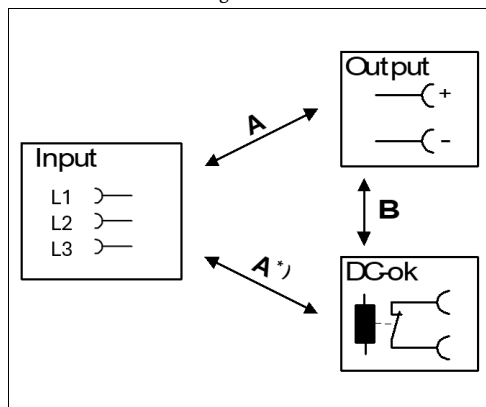 Output
+
-
A
Input
L1
L2
L3
B
A *)
DC-ok